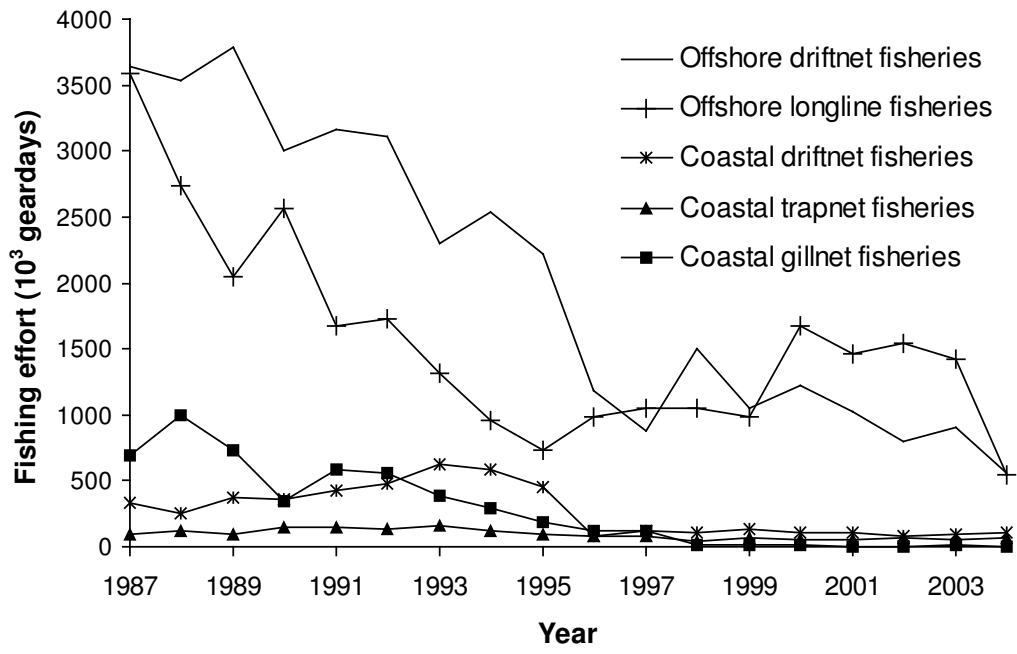 4000
3500
3000
2500
2000
1500
1000
500
0
Fishing effort (10³ geardays)
Offshore driftnet fisheries
Offshore longline fisheries
Coastal driftnet fisheries
Coastal trapnet fisheries
Coastal gillnet fisheries
1987 1989 1991 1993 1995 1997 1999 2001 2003
Year